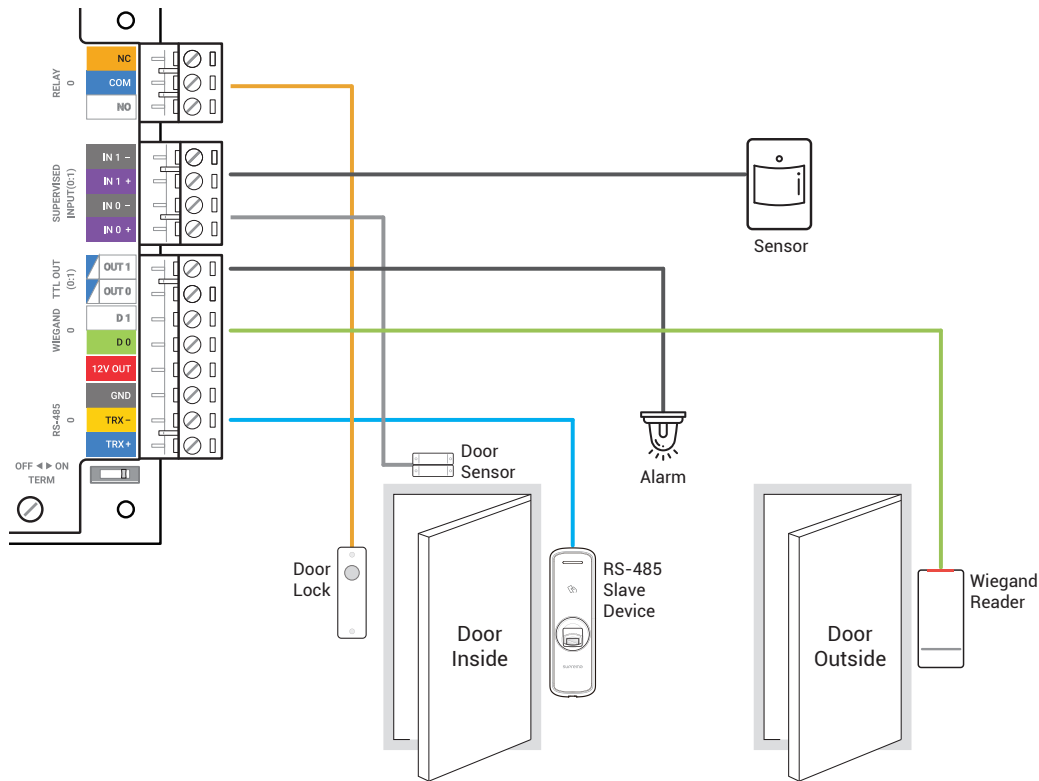 RELAY
0
NC
COM
NO
SUPERVISED
INPUT(0:1)
IN 1 –
IN 1 +
IN 0 –
IN 0 +
TTL OUT
(0:1)
OUT 1
OUT 0
WIEGAND
0
D 1
D 0
12V OUT
GND
RS-485
0
TRX –
TRX +
OFF ◄ ► ON
TERM
Sensor
Alarm
Door
Sensor
Door
Lock
Door
Inside
RS-485
Slave
Device
suprema
Door
Outside
Wiegand
Reader